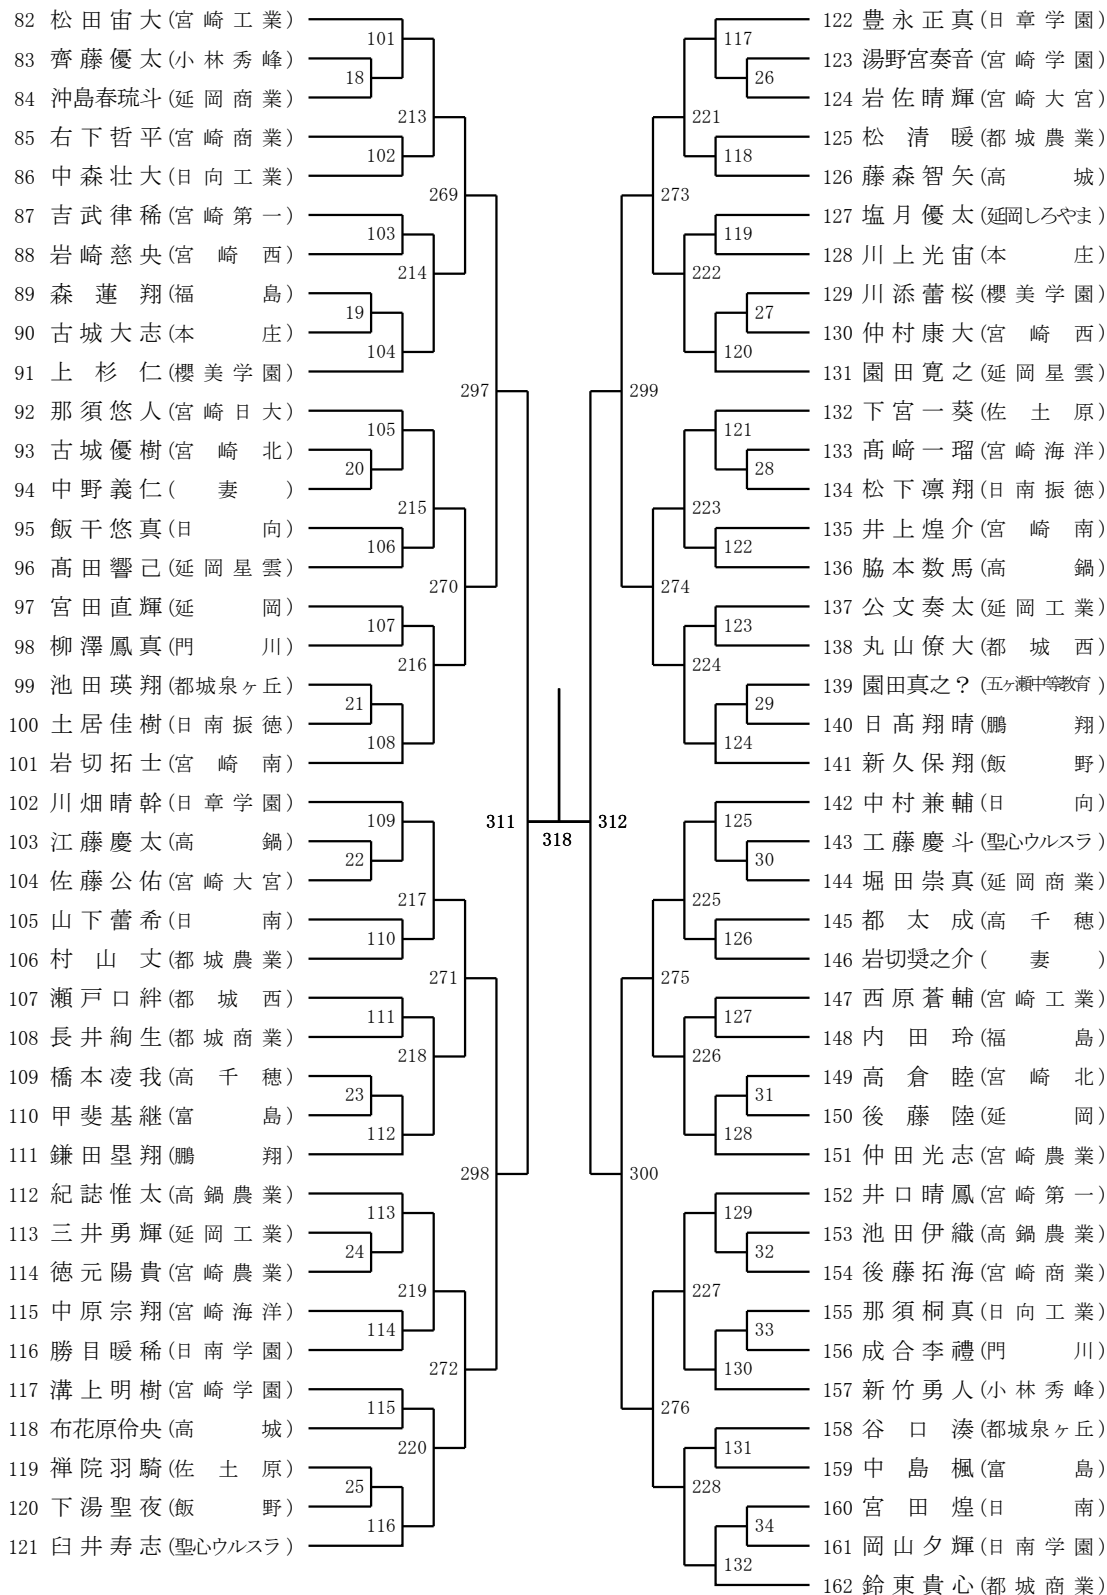 82 松田宙大(宮崎工業)
83 齊藤優太(小林秀峰)
84 沖島春琉斗(延岡商業)
85 右下哲平(宮崎商業)
86 中森壮大(日向工業)
87 吉武律稀(宮崎第一)
88 岩崎慈央(宮崎西)
89 森蓮翔(福島)
90 古城大志(本庄)
91 上杉仁(櫻美学園)
92 那須悠人(宮崎日大)
93 古城優樹(宮崎北)
94 中野義仁(妻)
95 飯干悠真(日向)
96 髙田響己(延岡星雲)
97 宮田直輝(延岡)
98 柳澤鳳真(門川)
99 池田瑛翔(都城泉ヶ丘)
100 土居佳樹(日南振徳)
101 岩切拓士(宮崎南)
102 川畑晴幹(日章学園)
103 江藤慶太(高鍋)
104 佐藤公佑(宮崎大宮)
105 山下蕾希(日南)
106 村山丈(都城農業)
107 瀬戸口絆(都城西)
108 長井絢生(都城商業)
109 橋本凌我(高千穂)
110 甲斐基継(富島)
111 鎌田塁翔(鵬翔)
112 紀誌惟太(高鍋農業)
113 三井勇輝(延岡工業)
114 徳元陽貴(宮崎農業)
115 中原宗翔(宮崎海洋)
116 勝目暖稀(日南学園)
117 溝上明樹(宮崎学園)
118 布花原伶央(高城)
119 禅院羽騎(佐土原)
120 下湯聖夜(飯野)
121 臼井寿志(聖心ウルスラ)
101
18
213
102
269
103
214
19
104
297
105
20
215
106
270
107
216
21
108
311
109
22
217
110
271
111
218
23
112
298
113
24
219
114
272
115
220
25
116
318
312
117
26
221
118
273
119
222
27
120
299
121
28
223
122
274
123
224
29
124
125
30
225
126
275
127
226
31
128
300
129
32
227
33
130
276
131
228
34
132
122 豊永正真(日章学園)
123 湯野宮奏音(宮崎学園)
124 岩佐晴輝(宮崎大宮)
125 松清暖(都城農業)
126 藤森智矢(高城)
127 塩月優太(延岡しろやま)
128 川上光宙(本庄)
129 川添蕾桜(櫻美学園)
130 仲村康大(宮崎西)
131 園田寛之(延岡星雲)
132 下宮一葵(佐土原)
133 髙﨑一瑠(宮崎海洋)
134 松下凛翔(日南振徳)
135 井上煌介(宮崎南)
136 脇本数馬(高鍋)
137 公文奏太(延岡工業)
138 丸山僚大(都城西)
139 園田真之?(五ヶ瀬中等教育)
140 日髙翔晴(鵬翔)
141 新久保翔(飯野)
142 中村兼輔(日向)
143 工藤慶斗(聖心ウルスラ)
144 堀田崇真(延岡商業)
145 都太成(高千穂)
146 岩切奨之介(妻)
147 西原蒼輔(宮崎工業)
148 内田玲(福島)
149 高倉睦(宮崎北)
150 後藤陸(延岡)
151 仲田光志(宮崎農業)
152 井口晴鳳(宮崎第一)
153 池田伊織(高鍋農業)
154 後藤拓海(宮崎商業)
155 那須桐真(日向工業)
156 成合李禮(門川)
157 新竹勇人(小林秀峰)
158 谷口湊(都城泉ヶ丘)
159 中島楓(富島)
160 宮田煌(日南)
161 岡山夕輝(日南学園)
162 鈴東貴心(都城商業)